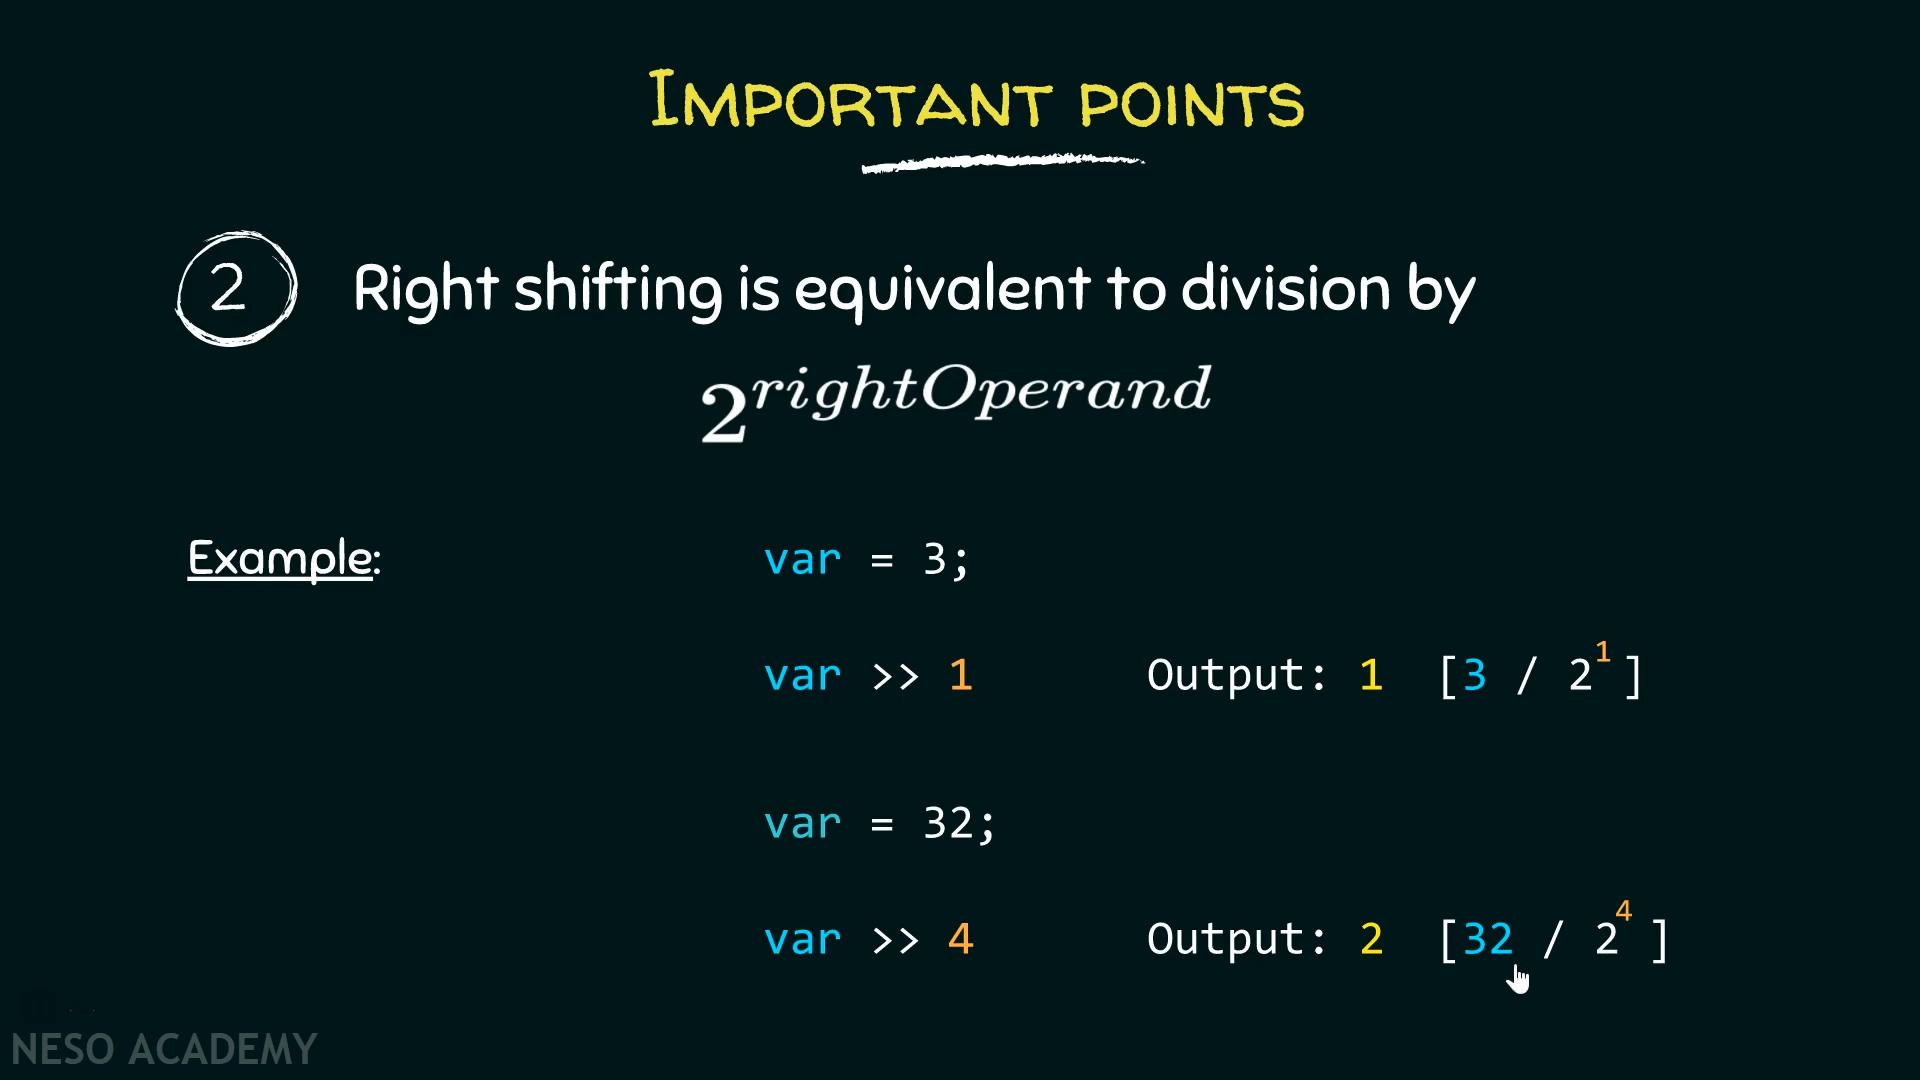 IMPORTANT POINTS
2 Right shifting is equivalent to division by
2^rightOperand
Example: var = 3;
var >> 1 Output: 1 [3 / 2^1]
var = 32;
var >> 4 Output: 2 [32 / 2^4]
NESO ACADEMY